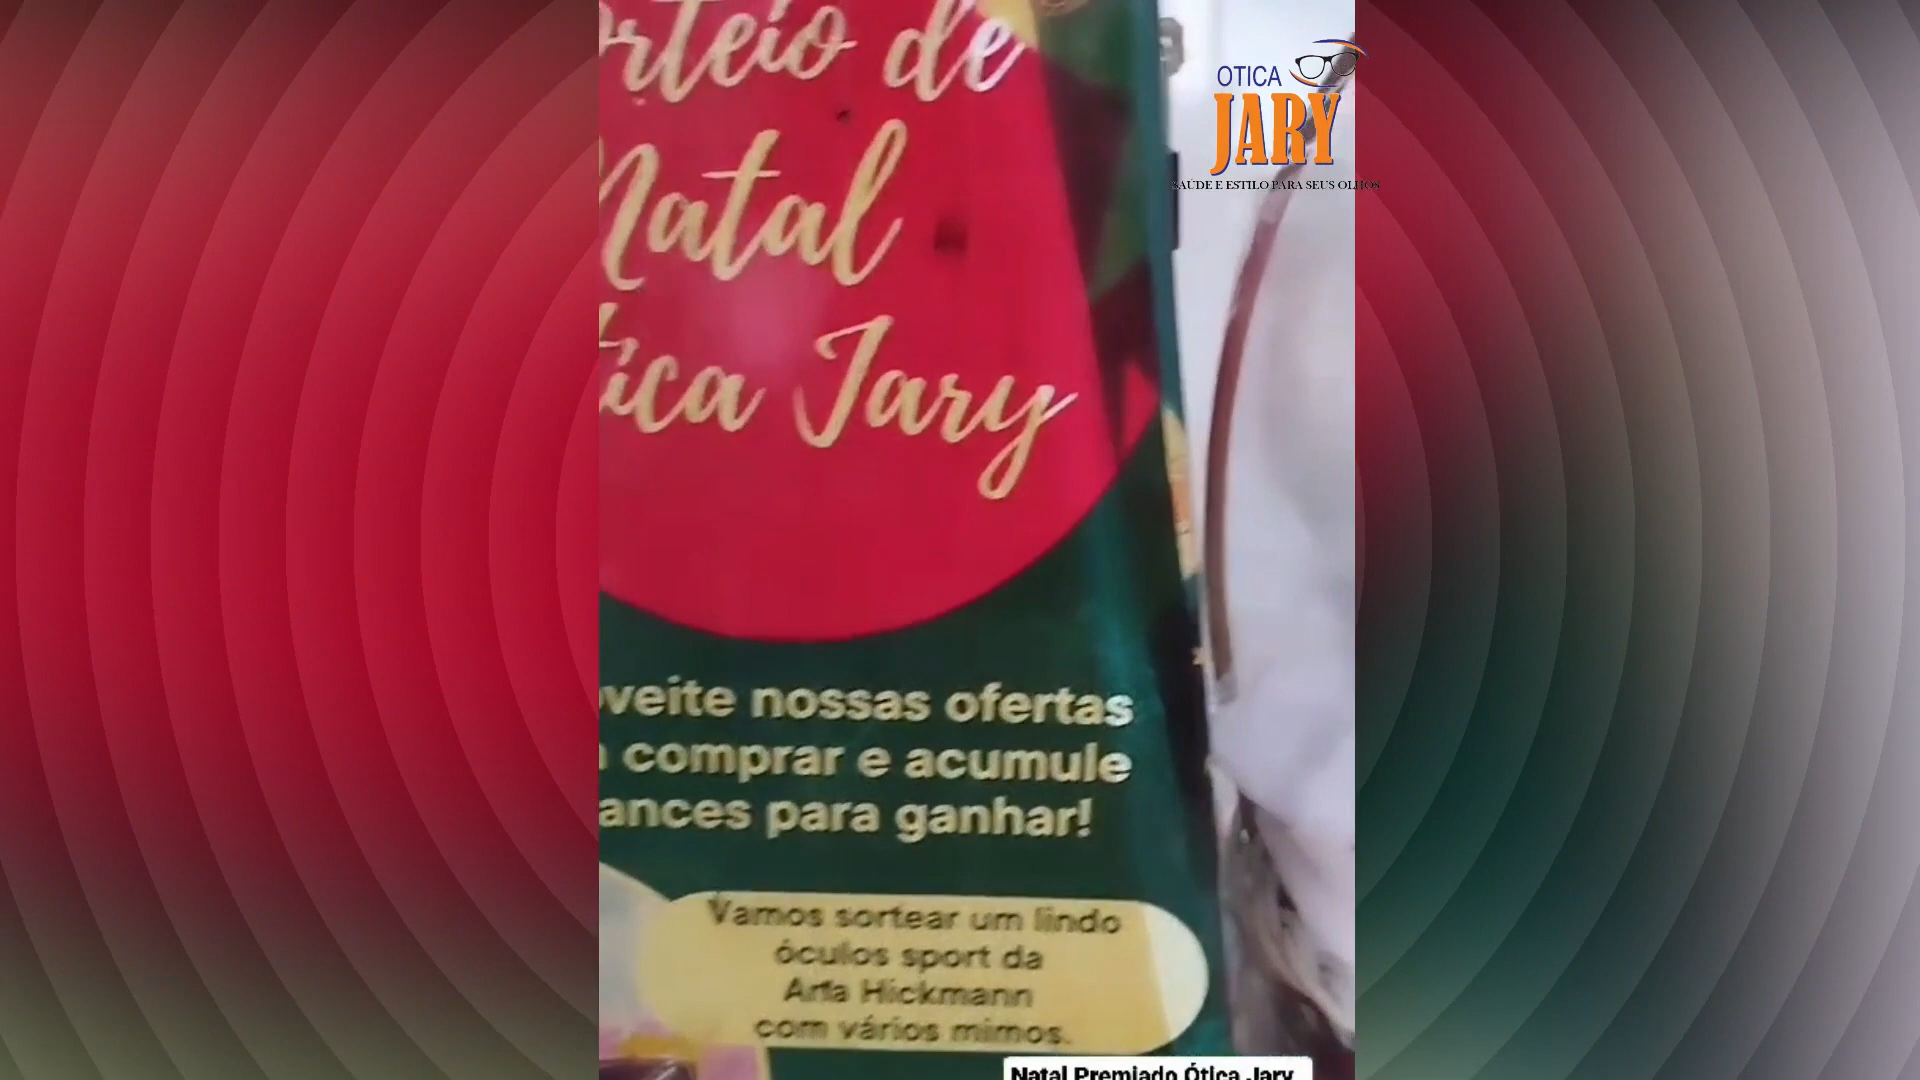 orteio de
Natal
tica Jary
OTICA
JARY
SAÚDE E ESTILO PARA SEUS OLHOS
veite nossas ofertas
comprar e acumule
ances para ganhar!
Vamos sortear um lindo
óculos sport da
Ana Hickmann
com vários mimos.
Natal Premiado Ótica Jary